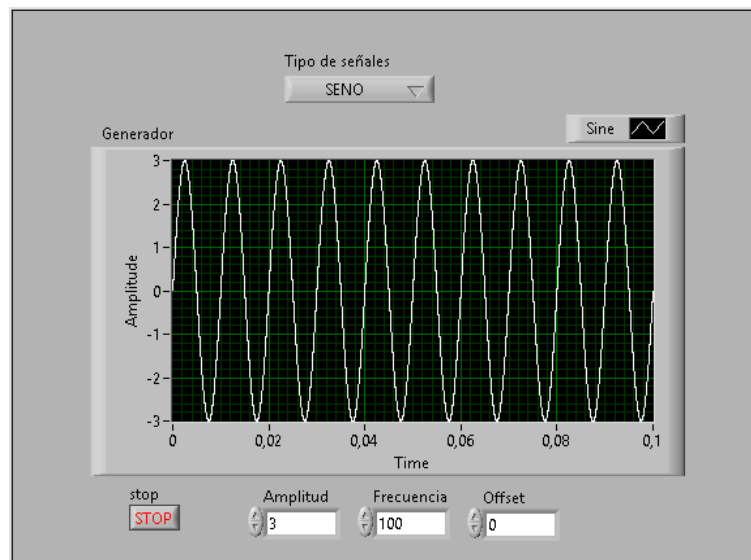 Tipo de señales
SENO
Generador
Sine
Amplitude
3
2
1
0
-1
-2
-3
0 0,02 0,04 0,06 0,08 0,1
Time
stop Amplitud Frecuencia Offset
STOP 3 100 0